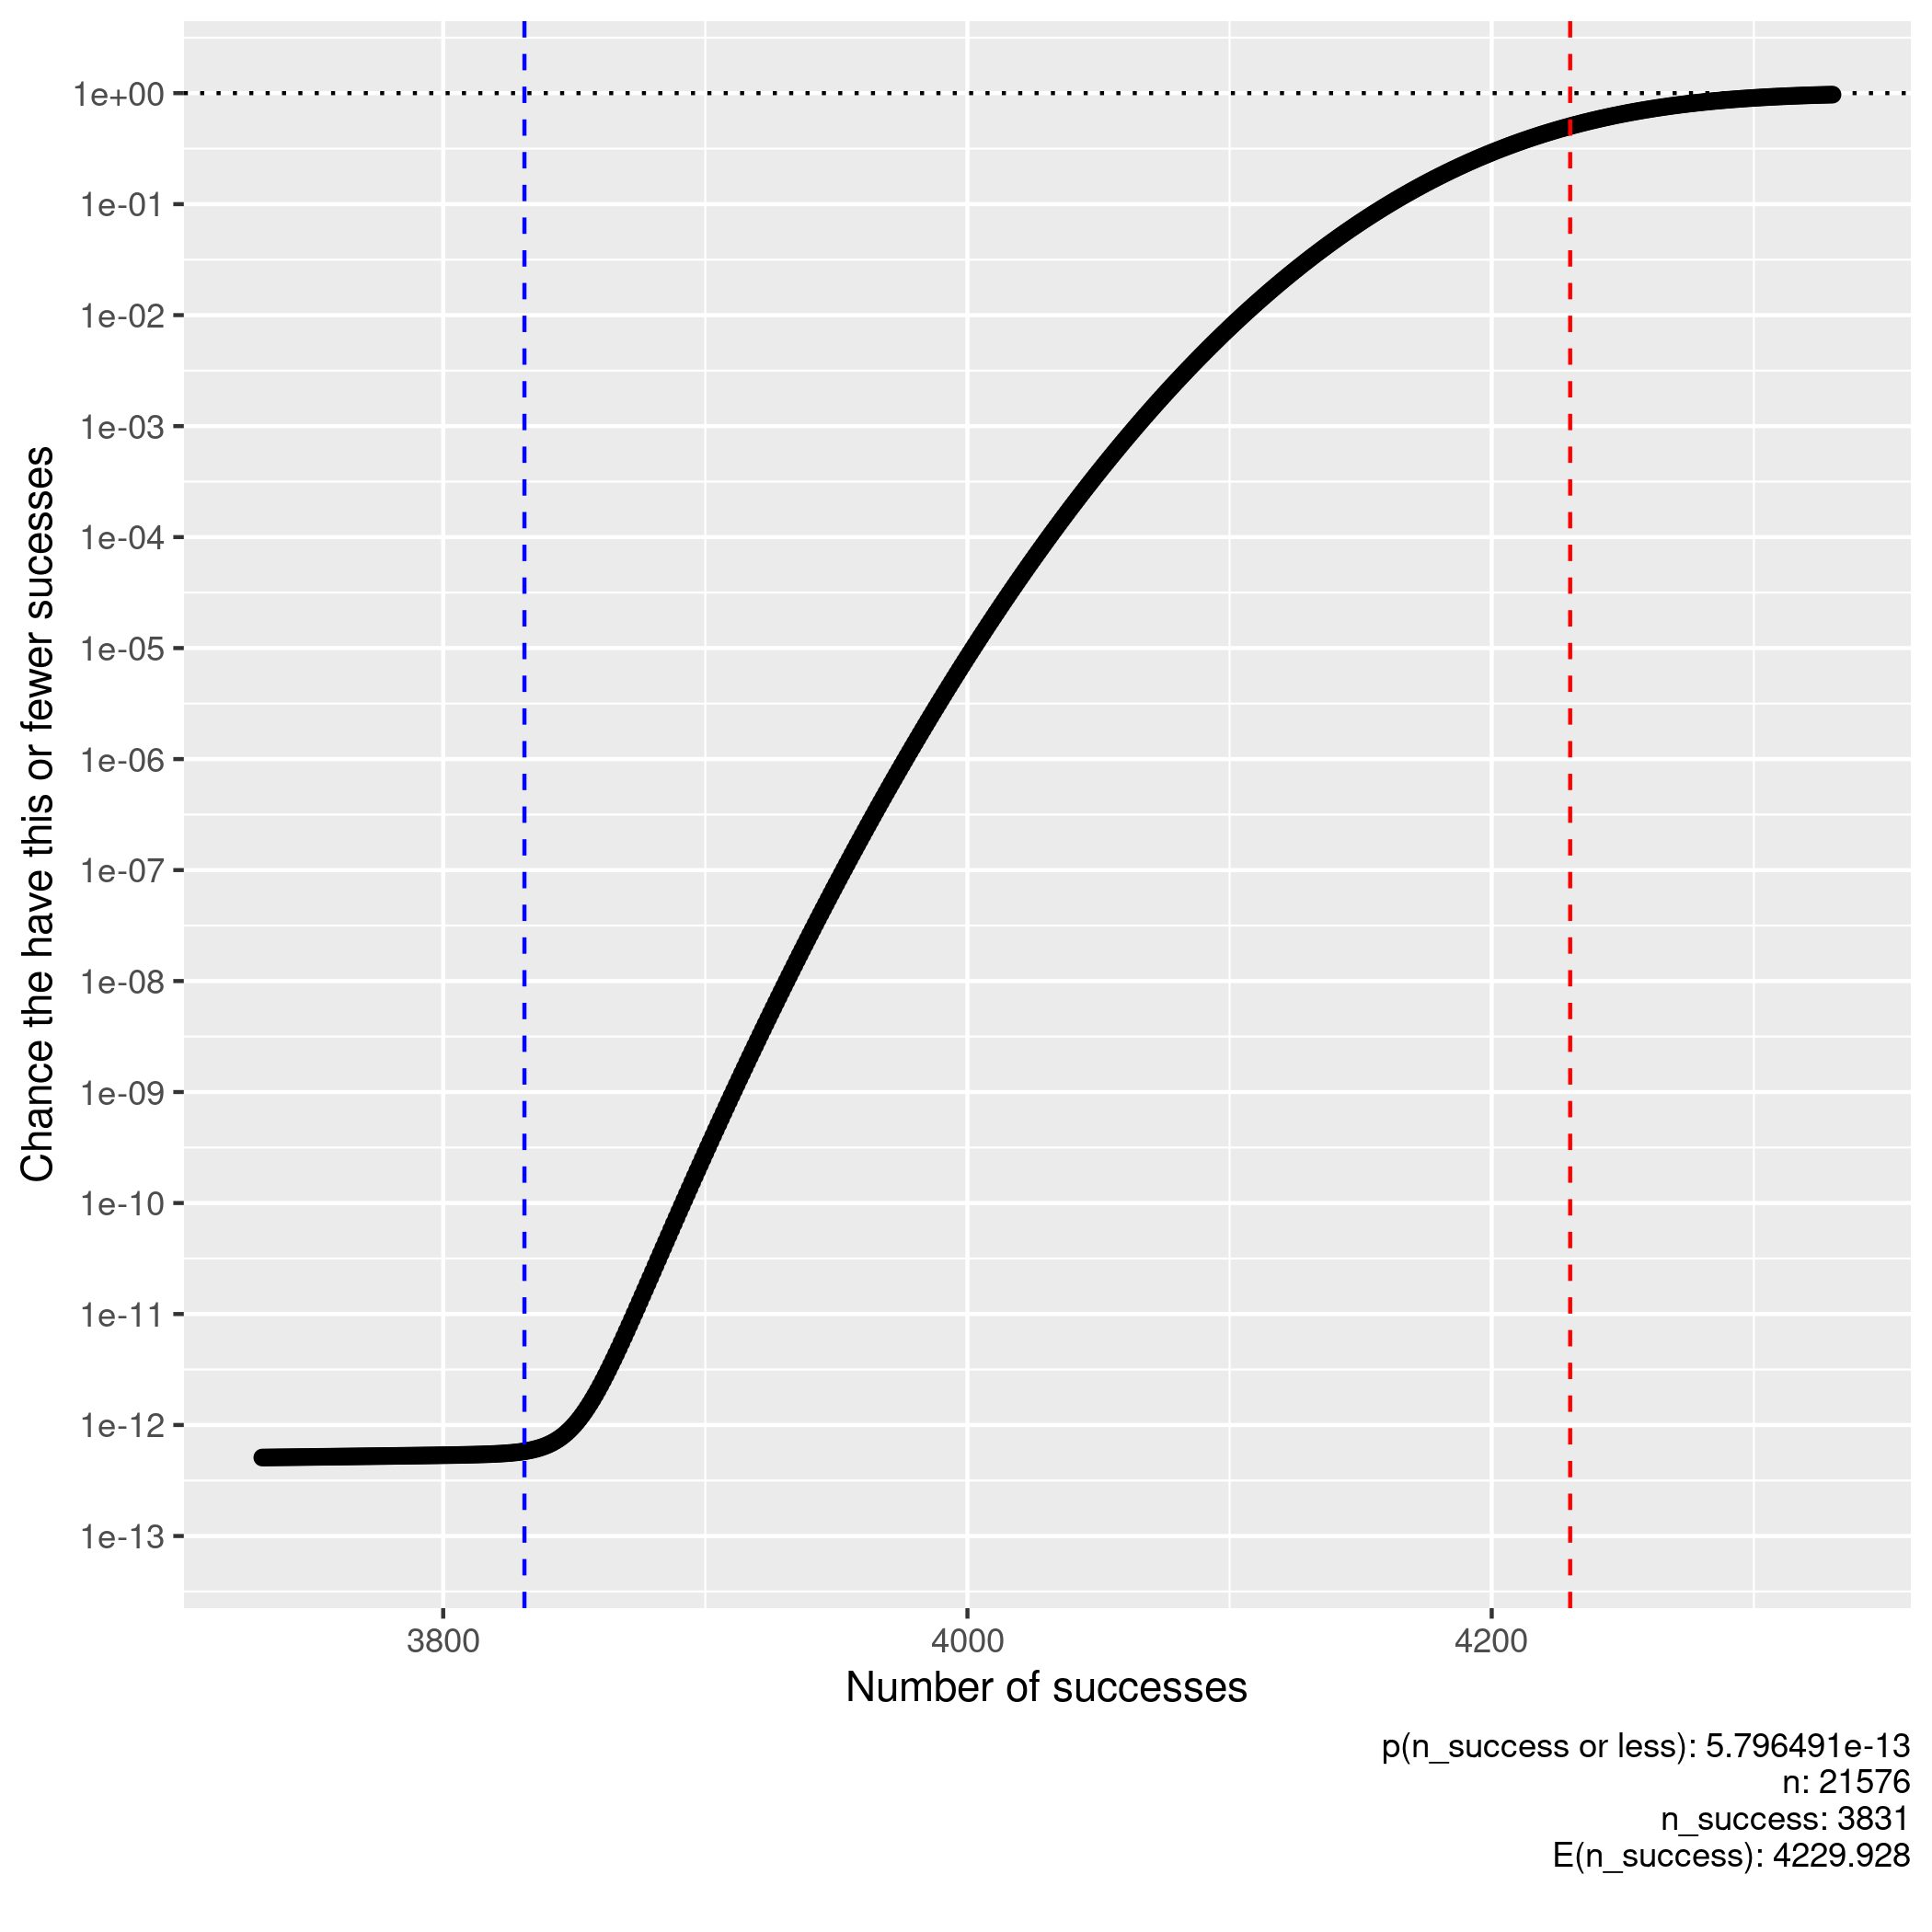 1e+00
1e-01
1e-02
1e-03
1e-04
1e-05
1e-06
1e-07
1e-08
1e-09
1e-10
1e-11
1e-12
1e-13
Chance the have this or fewer sucesses
3800 4000 4200
Number of successes
p(n_success or less): 5.796491e-13
n: 21576
n_success: 3831
E(n_success): 4229.928